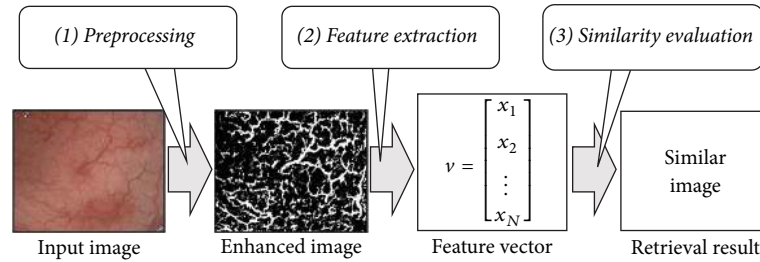 (1) Preprocessing
(2) Feature extraction
(3) Similarity evaluation
v =
x1
x2
⋮
xN
Similar
image
Input image
Enhanced image
Feature vector
Retrieval result